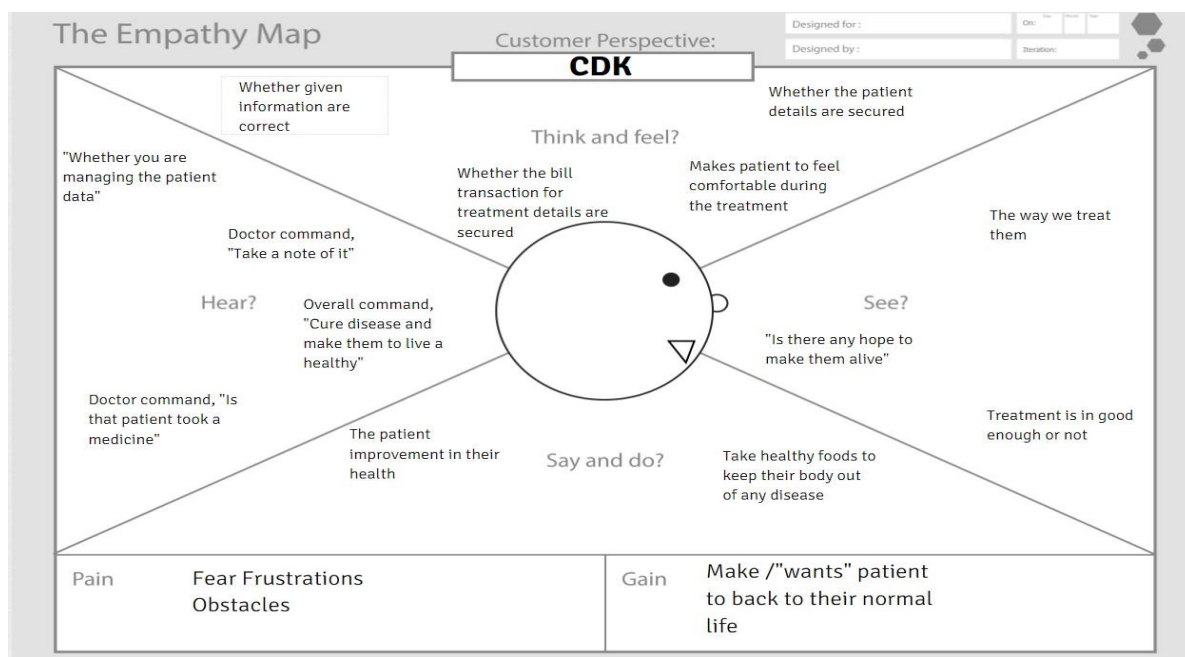 The Empathy Map
Customer Perspective:
CDK
Designed for :
Designed by :
On:
Iteration:
Think and feel?
Whether given
information are
correct
Whether the bill
transaction for
treatment details are
secured
Makes patient to feel
comfortable during
the treatment
Whether the patient
details are secured
Hear?
"Whether you are
managing the patient
data"
Doctor command,
"Take a note of it"
Overall command,
"Cure disease and
make them to live a
healthy"
Doctor command, "Is
that patient took a
medicine"
See?
The way we treat
them
"Is there any hope to
make them alive"
Treatment is in good
enough or not
Say and do?
The patient
improvement in their
health
Take healthy foods to
keep their body out
of any disease
Pain
Fear Frustrations
Obstacles
Gain
Make /"wants" patient
to back to their normal
life